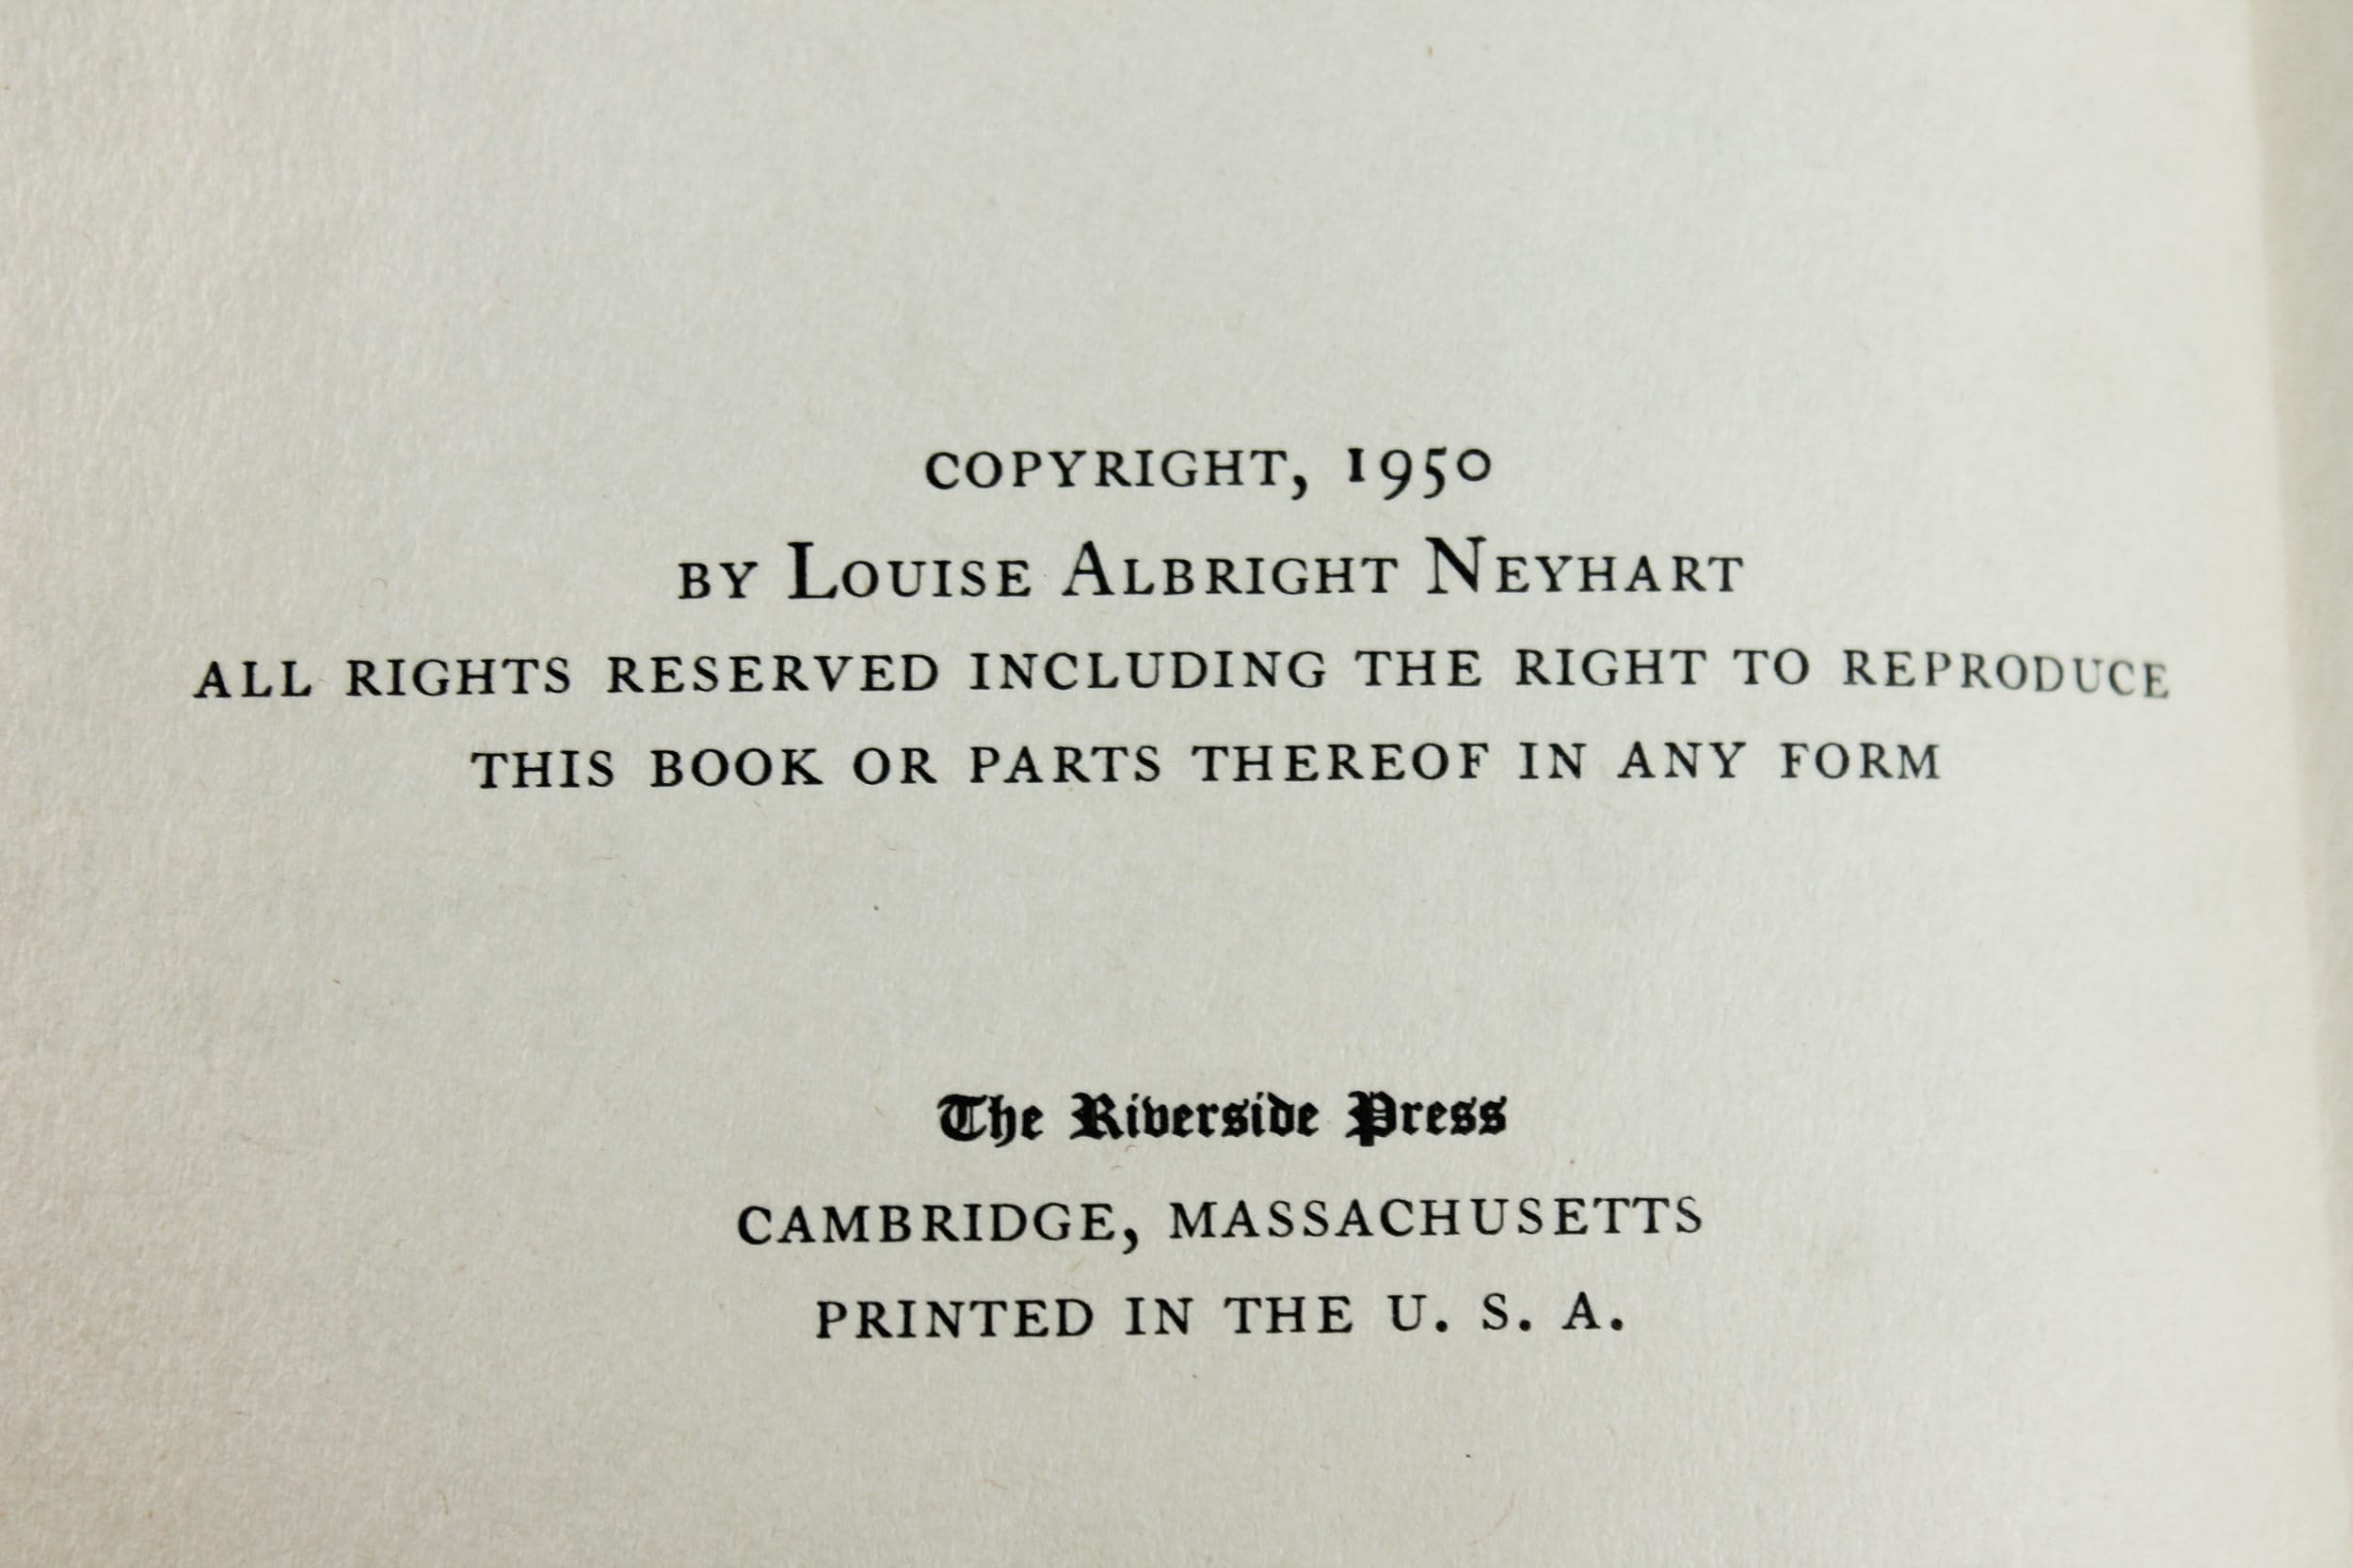 COPYRIGHT, 1950
BY LOUISE ALBRIGHT NEYHART
ALL RIGHTS RESERVED INCLUDING THE RIGHT TO REPRODUCE
THIS BOOK OR PARTS THEREOF IN ANY FORM
The Riverside Press
CAMBRIDGE, MASSACHUSETTS
PRINTED IN THE U. S. A.